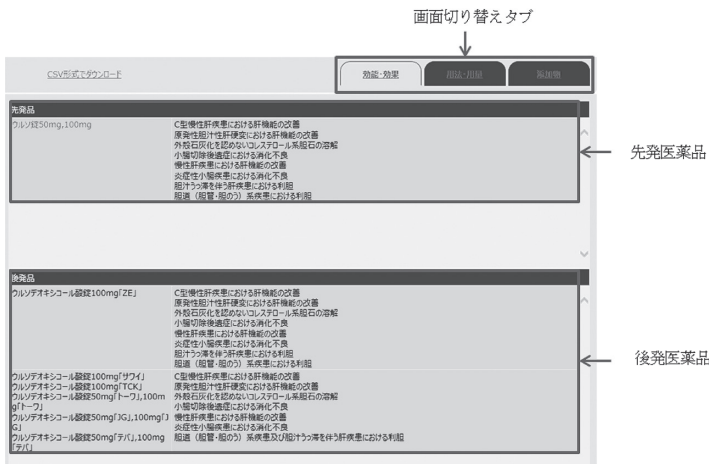 画面切り替えタブ
CSV形式でダウンロード
効能・効果
用法・用量
添加物
先発品
ウルソ錠50mg,100mg
C型慢性肝疾患における肝機能の改善
原発性胆汁性肝硬変における肝機能の改善
外殻石灰化を認めないコレステロール系胆石の溶解
小腸切除後遺症における消化不良
慢性肝疾患における肝機能の改善
炎症性小腸疾患における消化不良
胆汁うっ滞を伴う肝疾患における利胆
胆道（胆管・胆のう）系疾患における利胆
先発医薬品
後発品
ウルソデオキシコール酸錠100mg「ZE」
C型慢性肝疾患における肝機能の改善
原発性胆汁性肝硬変における肝機能の改善
外殻石灰化を認めないコレステロール系胆石の溶解
小腸切除後遺症における消化不良
慢性肝疾患における肝機能の改善
炎症性小腸疾患における消化不良
胆汁うっ滞を伴う肝疾患における利胆
胆道（胆管・胆のう）系疾患における利胆
後発医薬品
ウルソデオキシコール酸錠100mg「サワイ」
ウルソデオキシコール酸錠100mg「TCK」
ウルソデオキシコール酸錠50mg「トーワ」,100m
g「トーワ」
ウルソデオキシコール酸錠50mg「JG」,100mg「J
G」
ウルソデオキシコール酸錠50mg「テバ」,100mg
「テバ」
C型慢性肝疾患における肝機能の改善
原発性胆汁性肝硬変における肝機能の改善
外殻石灰化を認めないコレステロール系胆石の溶解
小腸切除後遺症における消化不良
慢性肝疾患における肝機能の改善
炎症性小腸疾患における消化不良
胆道（胆管・胆のう）系疾患及び胆汁うっ滞を伴う肝疾患における利胆